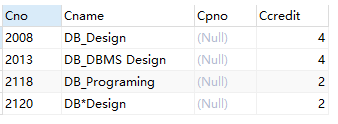 Cno Cname Cpno Ccredit
2008 DB_Design (Null) 4
2013 DB_DBMS Design (Null) 4
2118 DB_Programing (Null) 2
2120 DB*Design (Null) 2